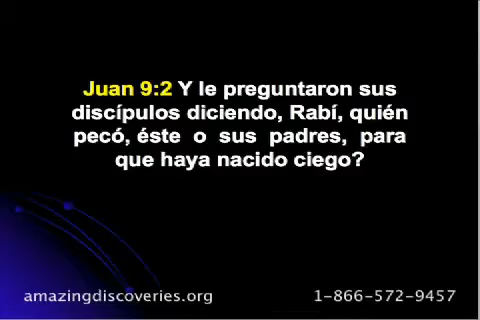 Juan 9:2 Y le preguntaron sus
discípulos diciendo, Rabí, quién
pecó, éste o sus padres, para
que haya nacido ciego?
amazingdiscoveries.org 1-866-572-9457